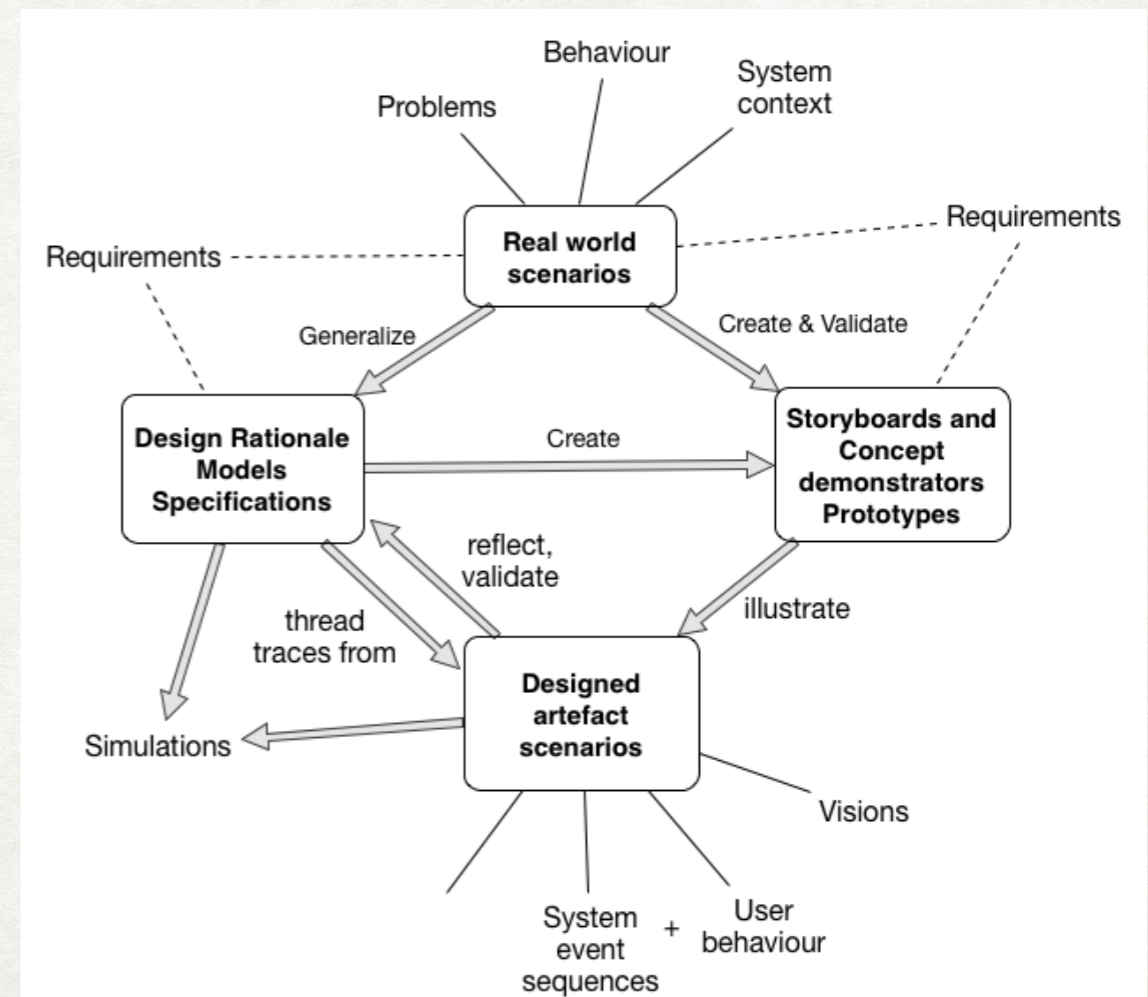 Behaviour
System
context
Problems
Requirements
Requirements
Real world
scenarios
Generalize
Create & Validate
Design Rationale
Models
Specifications
Create
Storyboards and
Concept
demonstrators
Prototypes
reflect,
validate
thread
traces from
illustrate
Designed
artefact
scenarios
Simulations
Visions
System
event
sequences
+
User
behaviour